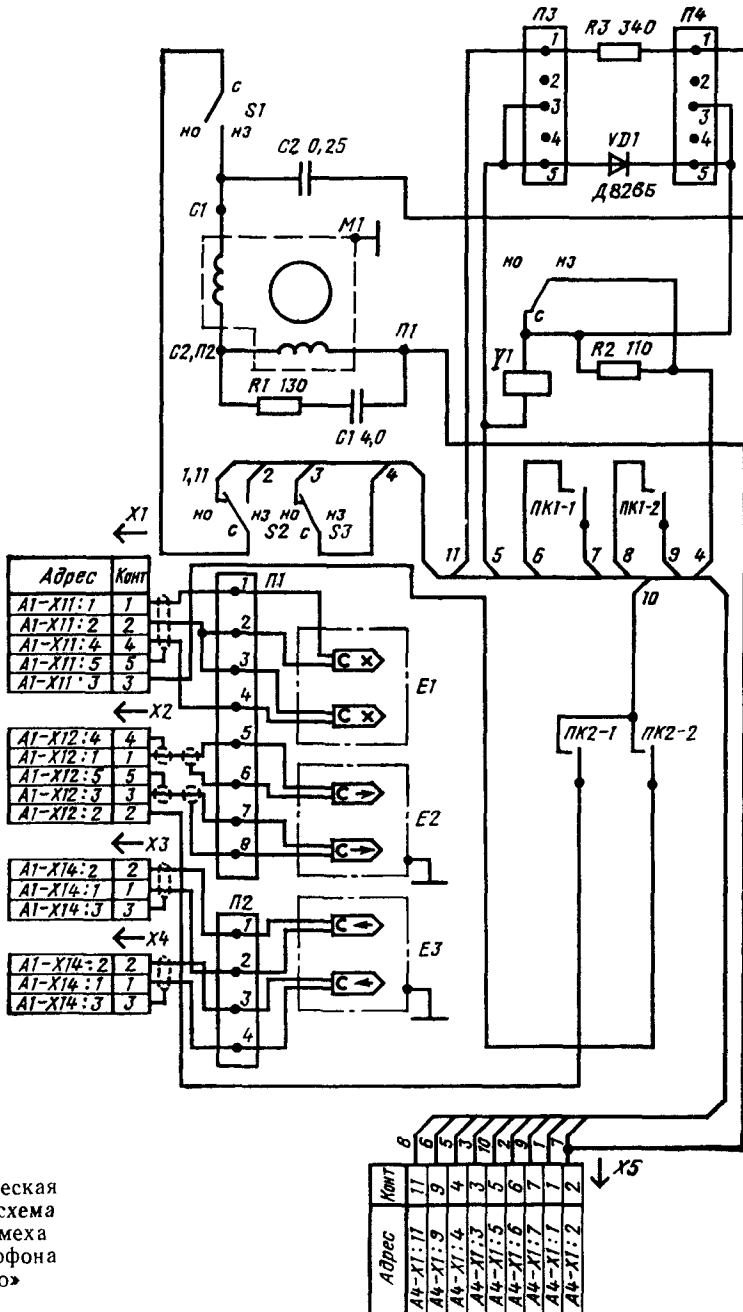 П3
П4
R3 340
1
1
2
2
3
3
4
4
5
5
VD1
Д826Б
С
S1
НО
НЗ
С2 0,25
С1
М1
С2,П2
П1
R1 130
С1 4,0
НО
НЗ
С
Y1
R2 110
1,11
2
3
4
НО
НЗ
С
S2
НО
НЗ
С
S3
11
5
6
ПК1-1
7
8
ПК1-2
9
4
10
Х1
Адрес Конт
А1-Х11:1 1
А1-Х11:2 2
А1-Х11:4 4
А1-Х11:5 5
А1-Х11:3 3
Х2
А1-Х12:4 4
А1-Х12:1 1
А1-Х12:5 5
А1-Х12:3 3
А1-Х12:2 2
Х3
А1-Х14:2 2
А1-Х14:1 1
А1-Х14:3 3
Х4
А1-Х14:2 2
А1-Х14:1 1
А1-Х14:3 3
П1
1
2
3
4
5
6
7
8
С
С
Е1
С
С
Е2
П2
1
2
3
4
С
С
Е3
ПК2-1
ПК2-2
8 6 5 3 10 2 9 1 7
Х5
Конт 11 9 4 3 5 6 7 1 2
Адрес А4-Х1:11 А4-Х1:9 А4-Х1:4 А4-Х1:3 А4-Х1:5 А4-Х1:6 А4-Х1:7 А4-Х1:1 А4-Х1:2
еская
схема
меха
офона
о»